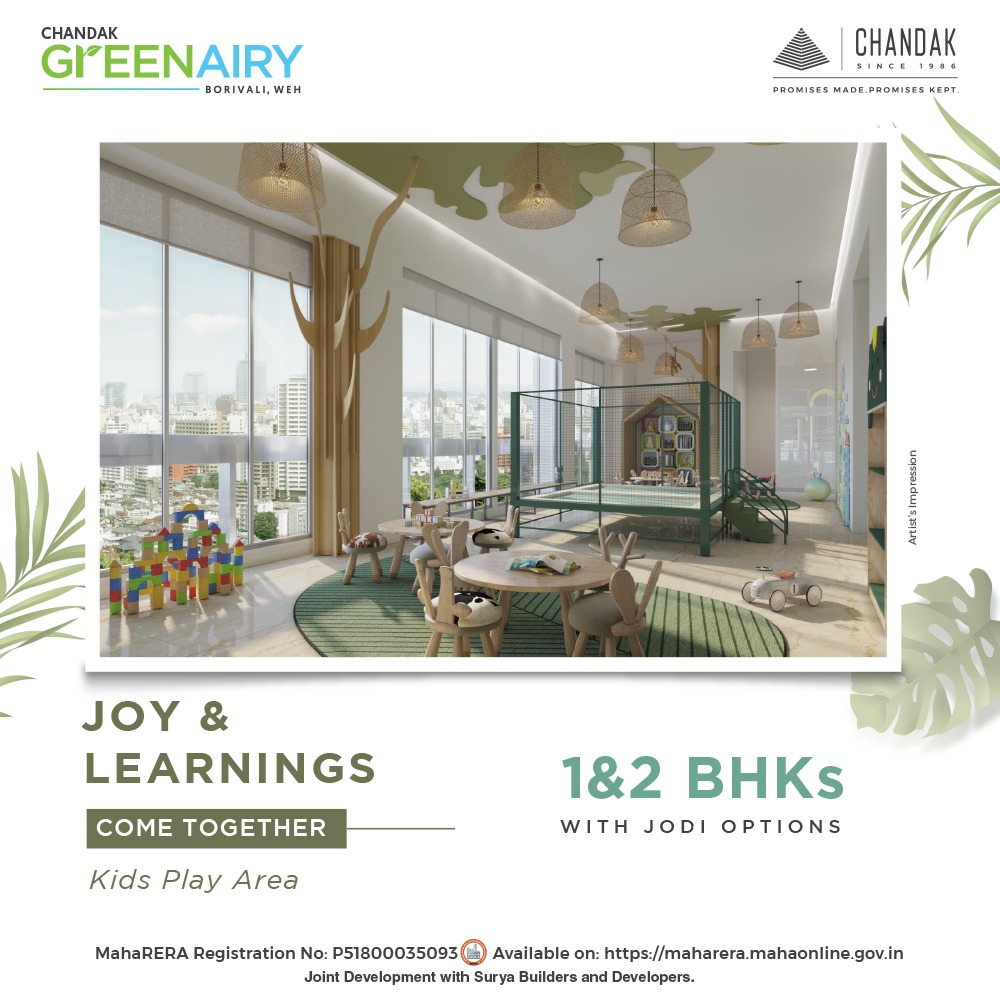 CHANDAK
GrEENAIRY
BORIVALI, WEH
CHANDAK
SINCE 1986
PROMISES MADE.PROMISES KEPT.
Artist's Impression
JOY &
LEARNINGS
COME TOGETHER
Kids Play Area
1&2 BHKs
WITH JODI OPTIONS
MahaRERA Registration No: P51800035093 Available on: https://maharera.mahaonline.gov.in
Joint Development with Surya Builders and Developers.